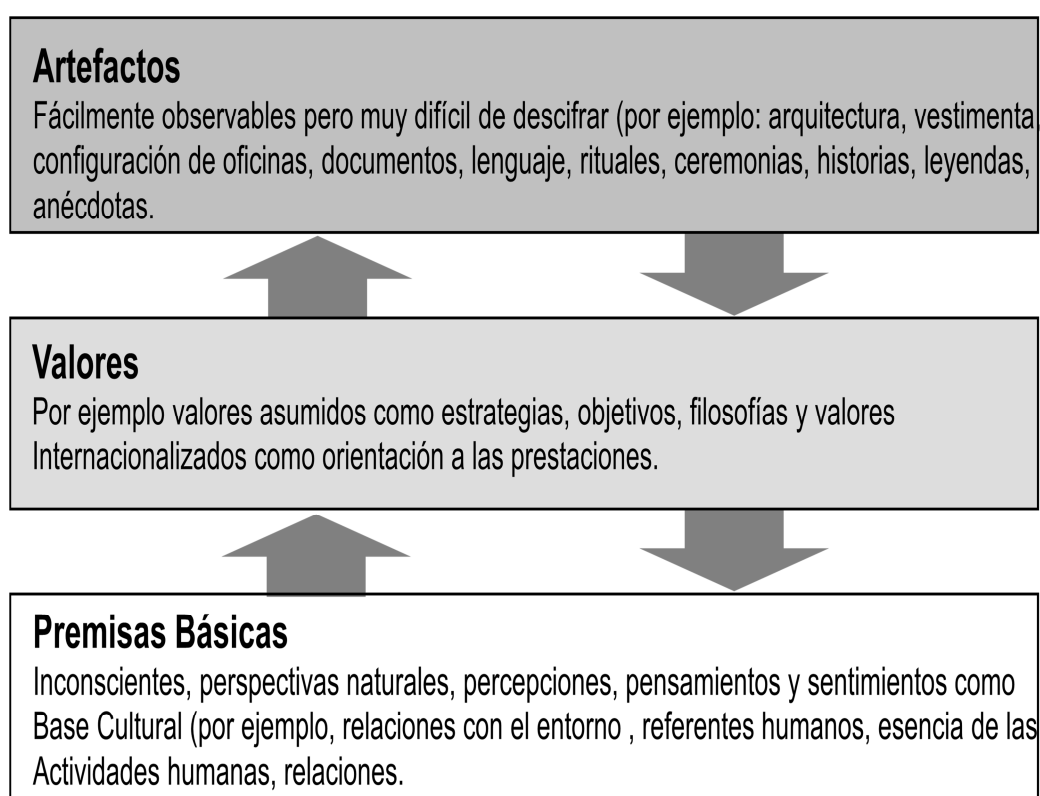 Artefactos
Fácilmente observables pero muy difícil de descifrar (por ejemplo: arquitectura, vestimenta,
configuración de oficinas, documentos, lenguaje, rituales, ceremonias, historias, leyendas,
anécdotas.
Valores
Por ejemplo valores asumidos como estrategias, objetivos, filosofías y valores
Internacionalizados como orientación a las prestaciones.
Premisas Básicas
Inconscientes, perspectivas naturales, percepciones, pensamientos y sentimientos como
Base Cultural (por ejemplo, relaciones con el entorno , referentes humanos, esencia de las
Actividades humanas, relaciones.